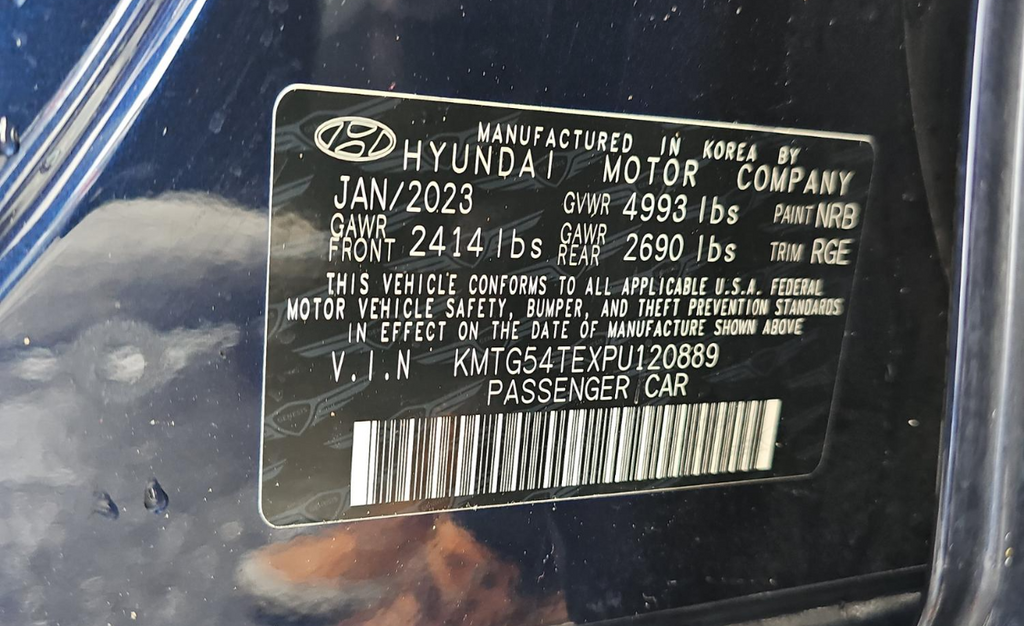 MANUFACTURED IN KOREA BY
HYUNDAI MOTOR COMPANY
JAN/2023 GVWR 4993 lbs PAINT NRB
GAWR FRONT 2414 lbs GAWR REAR 2690 lbs TRIM RGE
THIS VEHICLE CONFORMS TO ALL APPLICABLE U.S.A. FEDERAL
MOTOR VEHICLE SAFETY, BUMPER, AND THEFT PREVENTION STANDARDS
IN EFFECT ON THE DATE OF MANUFACTURE SHOWN ABOVE
V.I.N KMTG54TEXPU120889
PASSENGER CAR
GENESIS